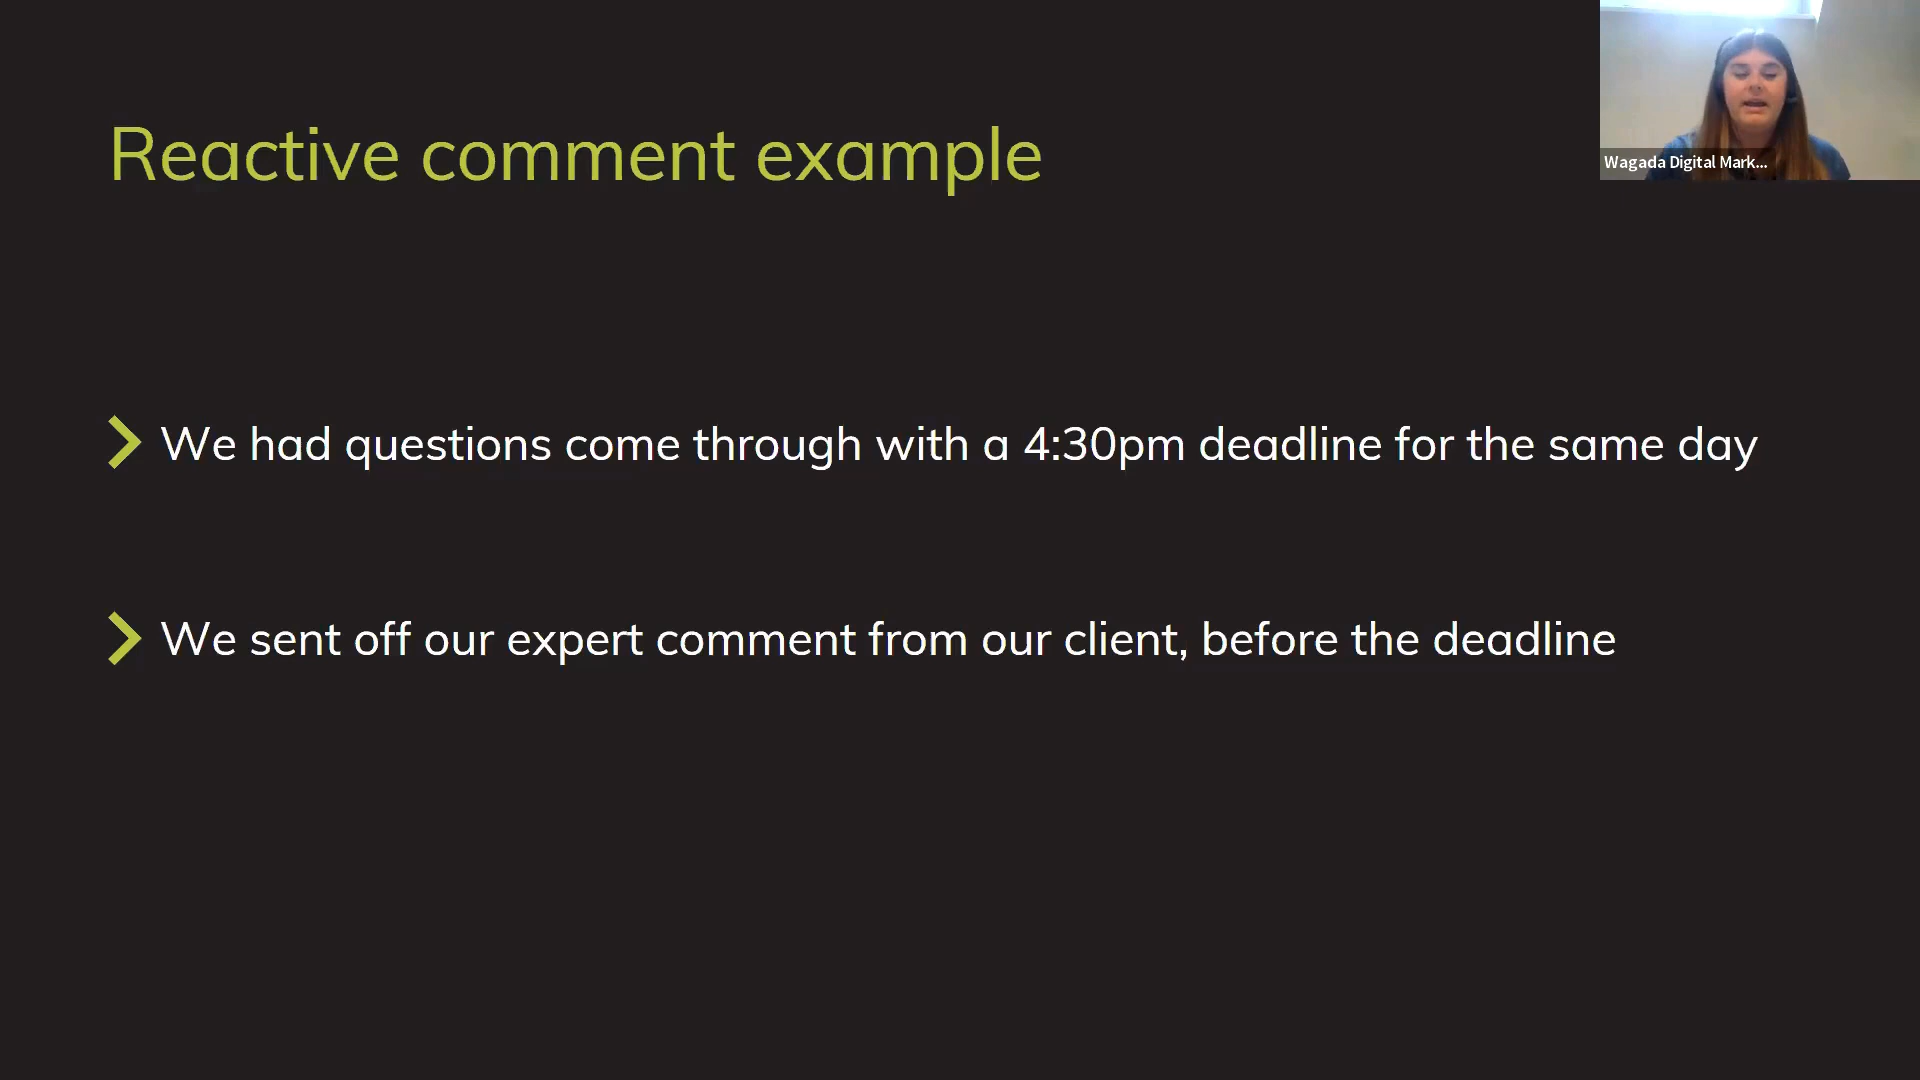 Reactive comment example
Wagada Digital Mark...
We had questions come through with a 4:30pm deadline for the same day
We sent off our expert comment from our client, before the deadline